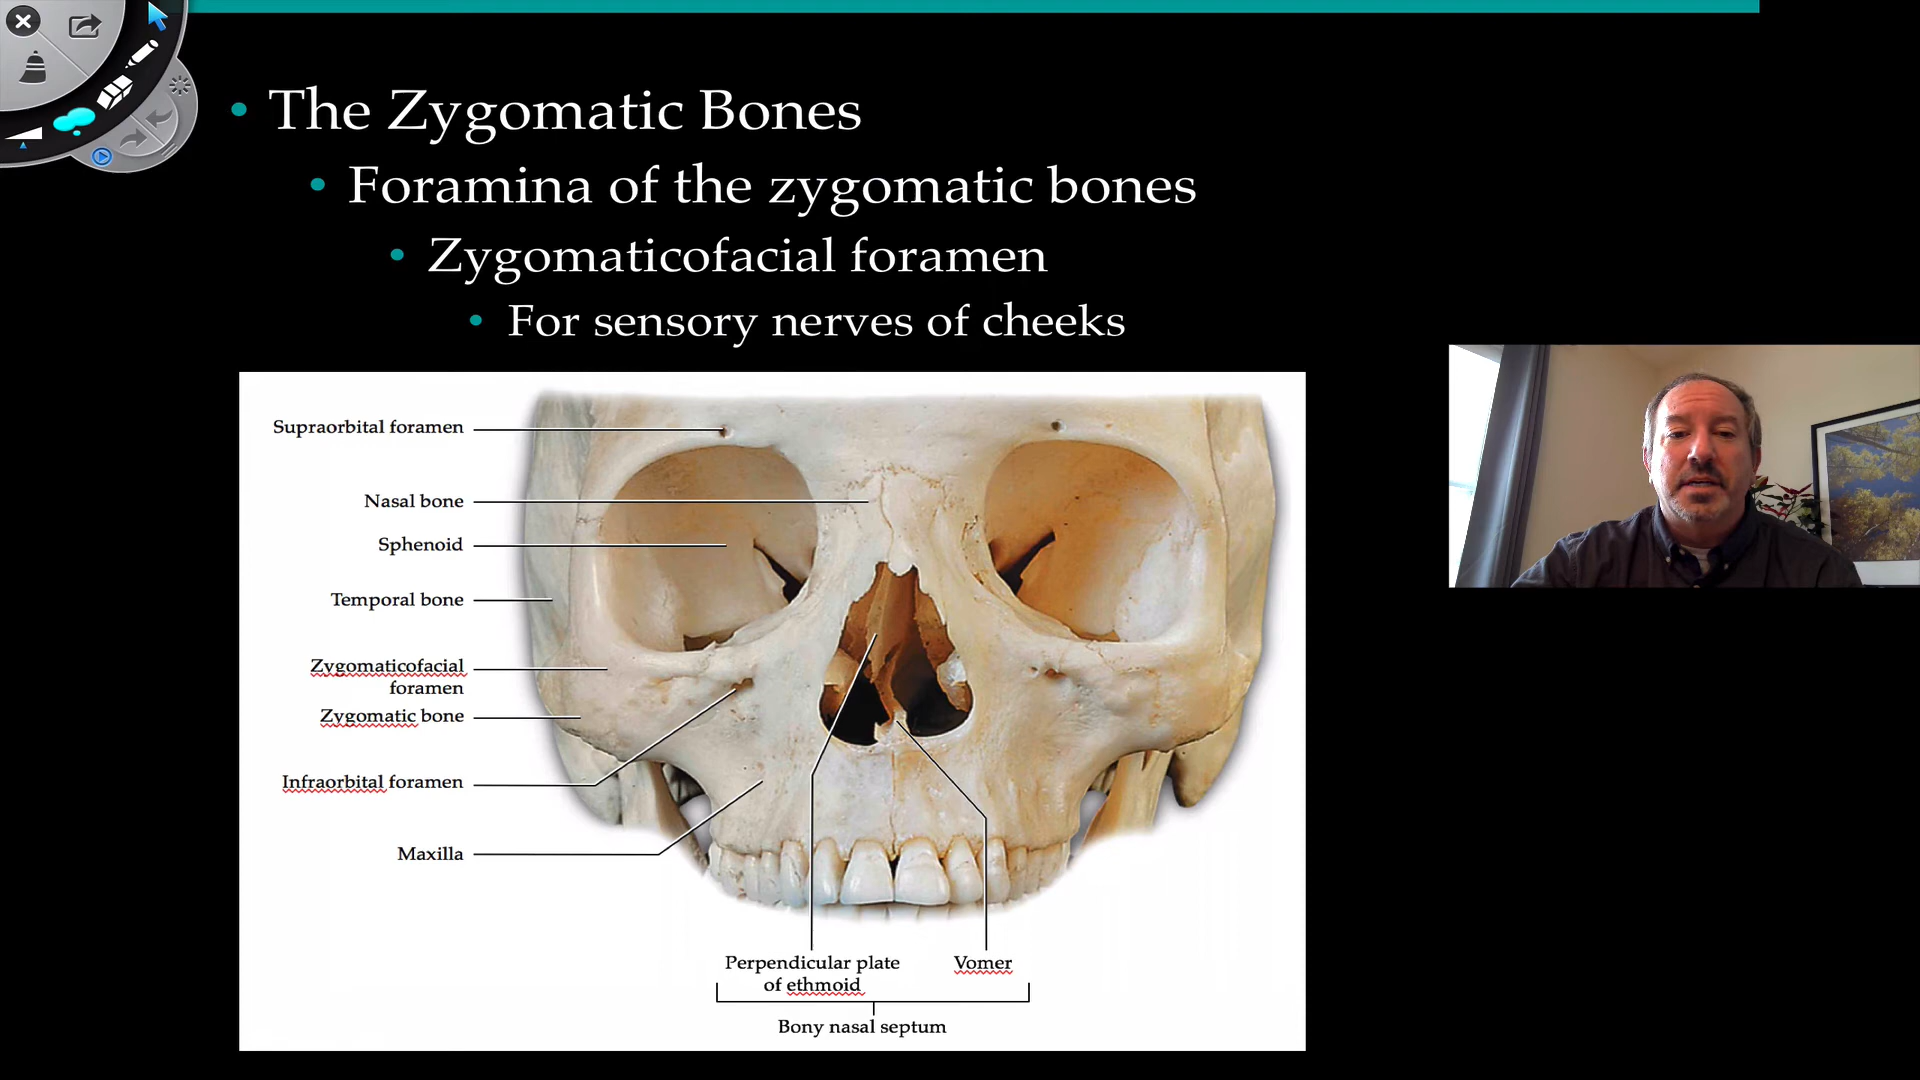 The Zygomatic Bones
Foramina of the zygomatic bones
Zygomaticofacial foramen
For sensory nerves of cheeks
Supraorbital foramen
Nasal bone
Sphenoid
Temporal bone
Zygomaticofacial
foramen
Zygomatic bone
Infraorbital foramen
Maxilla
Perpendicular plate
of ethmoid
Vomer
Bony nasal septum